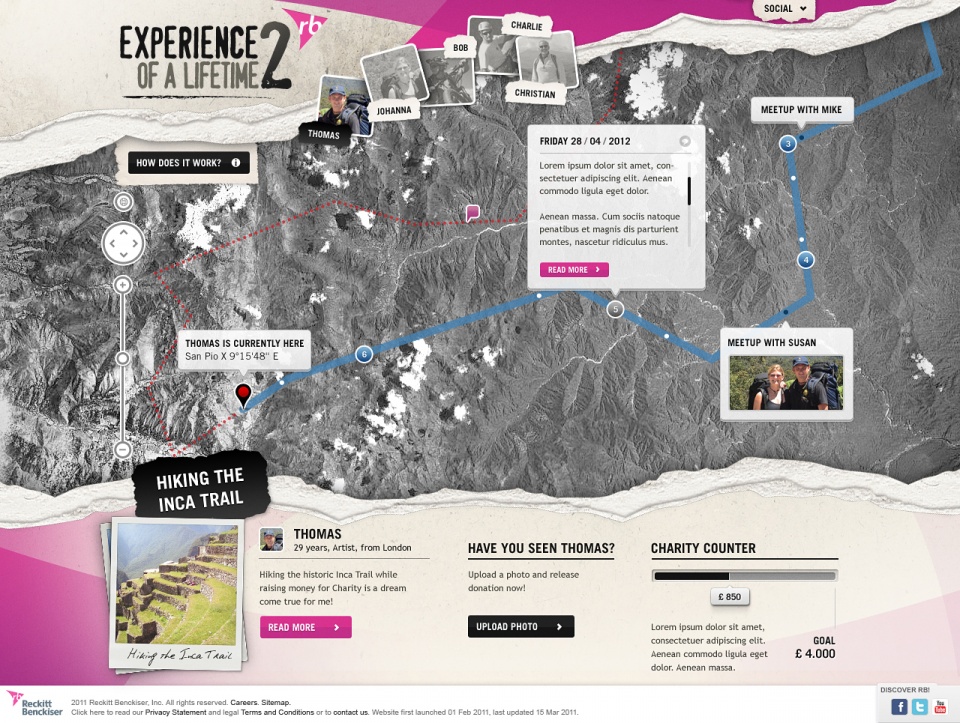 SOCIAL
EXPERIENCE
OF A LIFETIME 2
rb
CHARLIE
BOB
CHRISTIAN
JOHANNA
THOMAS
HOW DOES IT WORK? i
MEETUP WITH MIKE
3
FRIDAY 28 / 04 / 2012
Lorem ipsum dolor sit amet, con-
sectetuer adipiscing elit. Aenean
commodo ligula eget dolor.
Aenean massa. Cum sociis natoque
penatibus et magnis dis parturient
montes, nascetur ridiculus mus.
READ MORE
4
5
6
THOMAS IS CURRENTLY HERE
San Pio X 9°15'48" E
MEETUP WITH SUSAN
HIKING THE
INCA TRAIL
Hiking the Inca Trail
THOMAS
29 years, Artist, from London
Hiking the historic Inca Trail while
raising money for Charity is a dream
come true for me!
READ MORE
HAVE YOU SEEN THOMAS?
Upload a photo and release
donation now!
UPLOAD PHOTO
CHARITY COUNTER
£ 850
Lorem ipsum dolor sit amet,
consectetuer adipiscing elit.
Aenean commodo ligula eget
dolor. Aenean massa.
GOAL
£ 4.000
rb
Reckitt
Benckiser
2011 Reckitt Benckiser, Inc. All rights reserved. Careers. Sitemap.
Click here to read our Privacy Statement and legal Terms and Conditions or to contact us. Website first launched 01 Feb 2011, last updated 15 Mar 2011.
DISCOVER RB!
f t You Tube